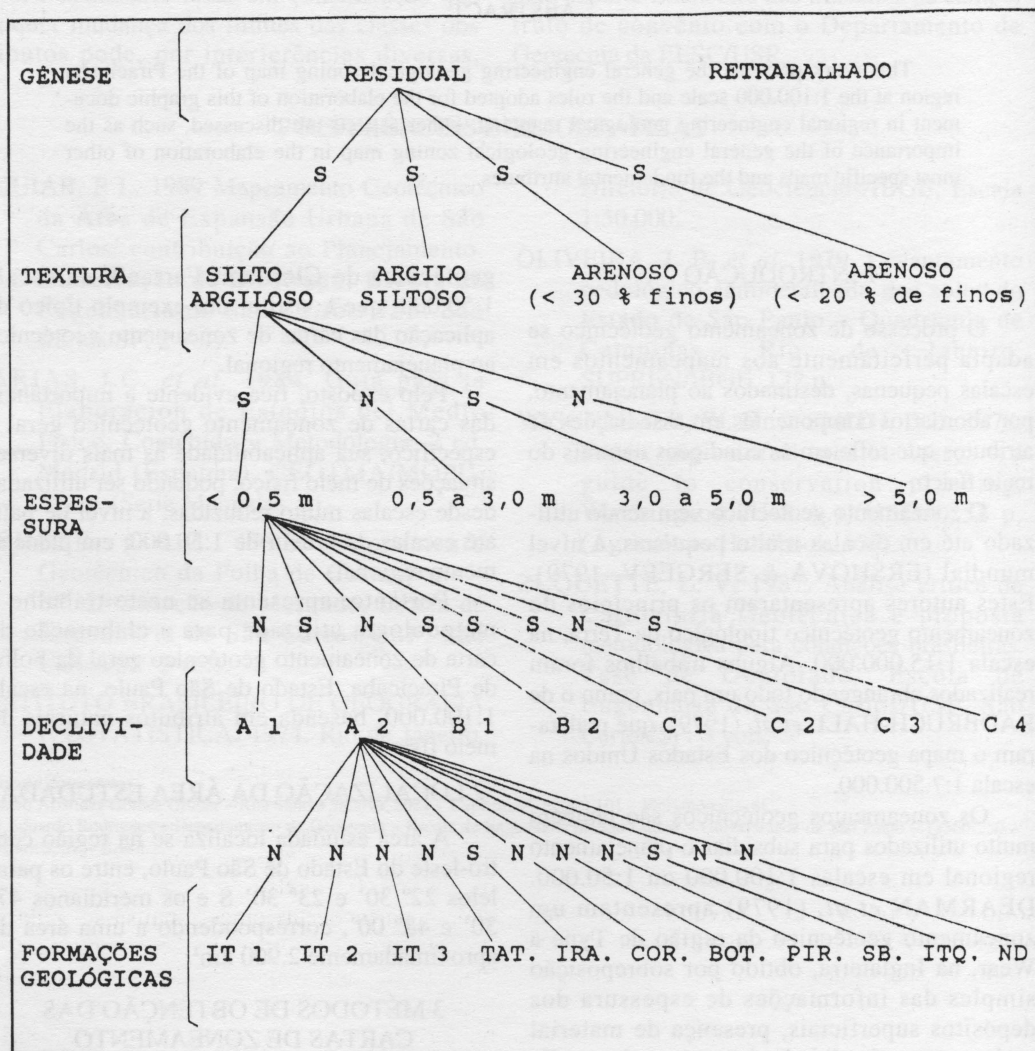 GÊNESE RESIDUAL RETRABALHADO
S S S S
TEXTURA SILTO ARGILO ARENOSO ARENOSO
ARGILOSO SILTOSO (< 30 % finos) (< 20 % de finos)
S N S N
ESPES- < 0,5 m 0,5 a 3,0 m 3,0 a 5,0 m > 5,0 m
SURA
N S N S S S N S
DECLIVI- A 1 A 2 B 1 B 2 C 1 C 2 C 3 C 4
DADE
N N N N S N N N S N N
FORMAÇÕES IT 1 IT 2 IT 3 TAT. IRA. COR. BOT. PIR. SB. ITQ. ND
GEOLÓGICAS